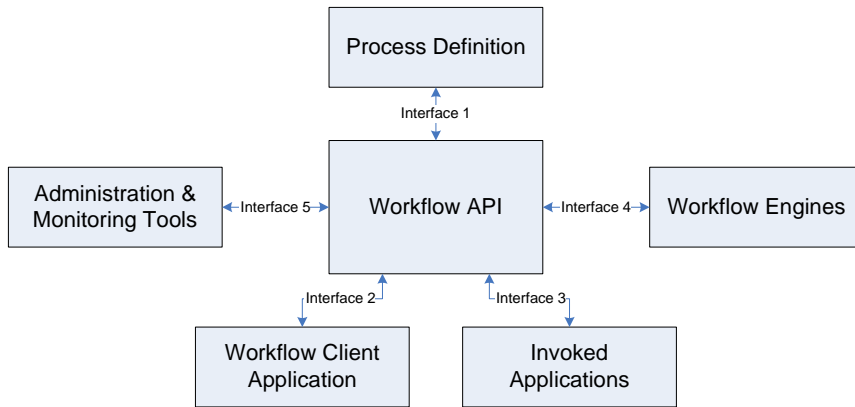 Process Definition
Interface 1
Administration &
Monitoring Tools
Interface 5
Workflow API
Interface 4
Workflow Engines
Interface 2
Interface 3
Workflow Client
Application
Invoked
Applications